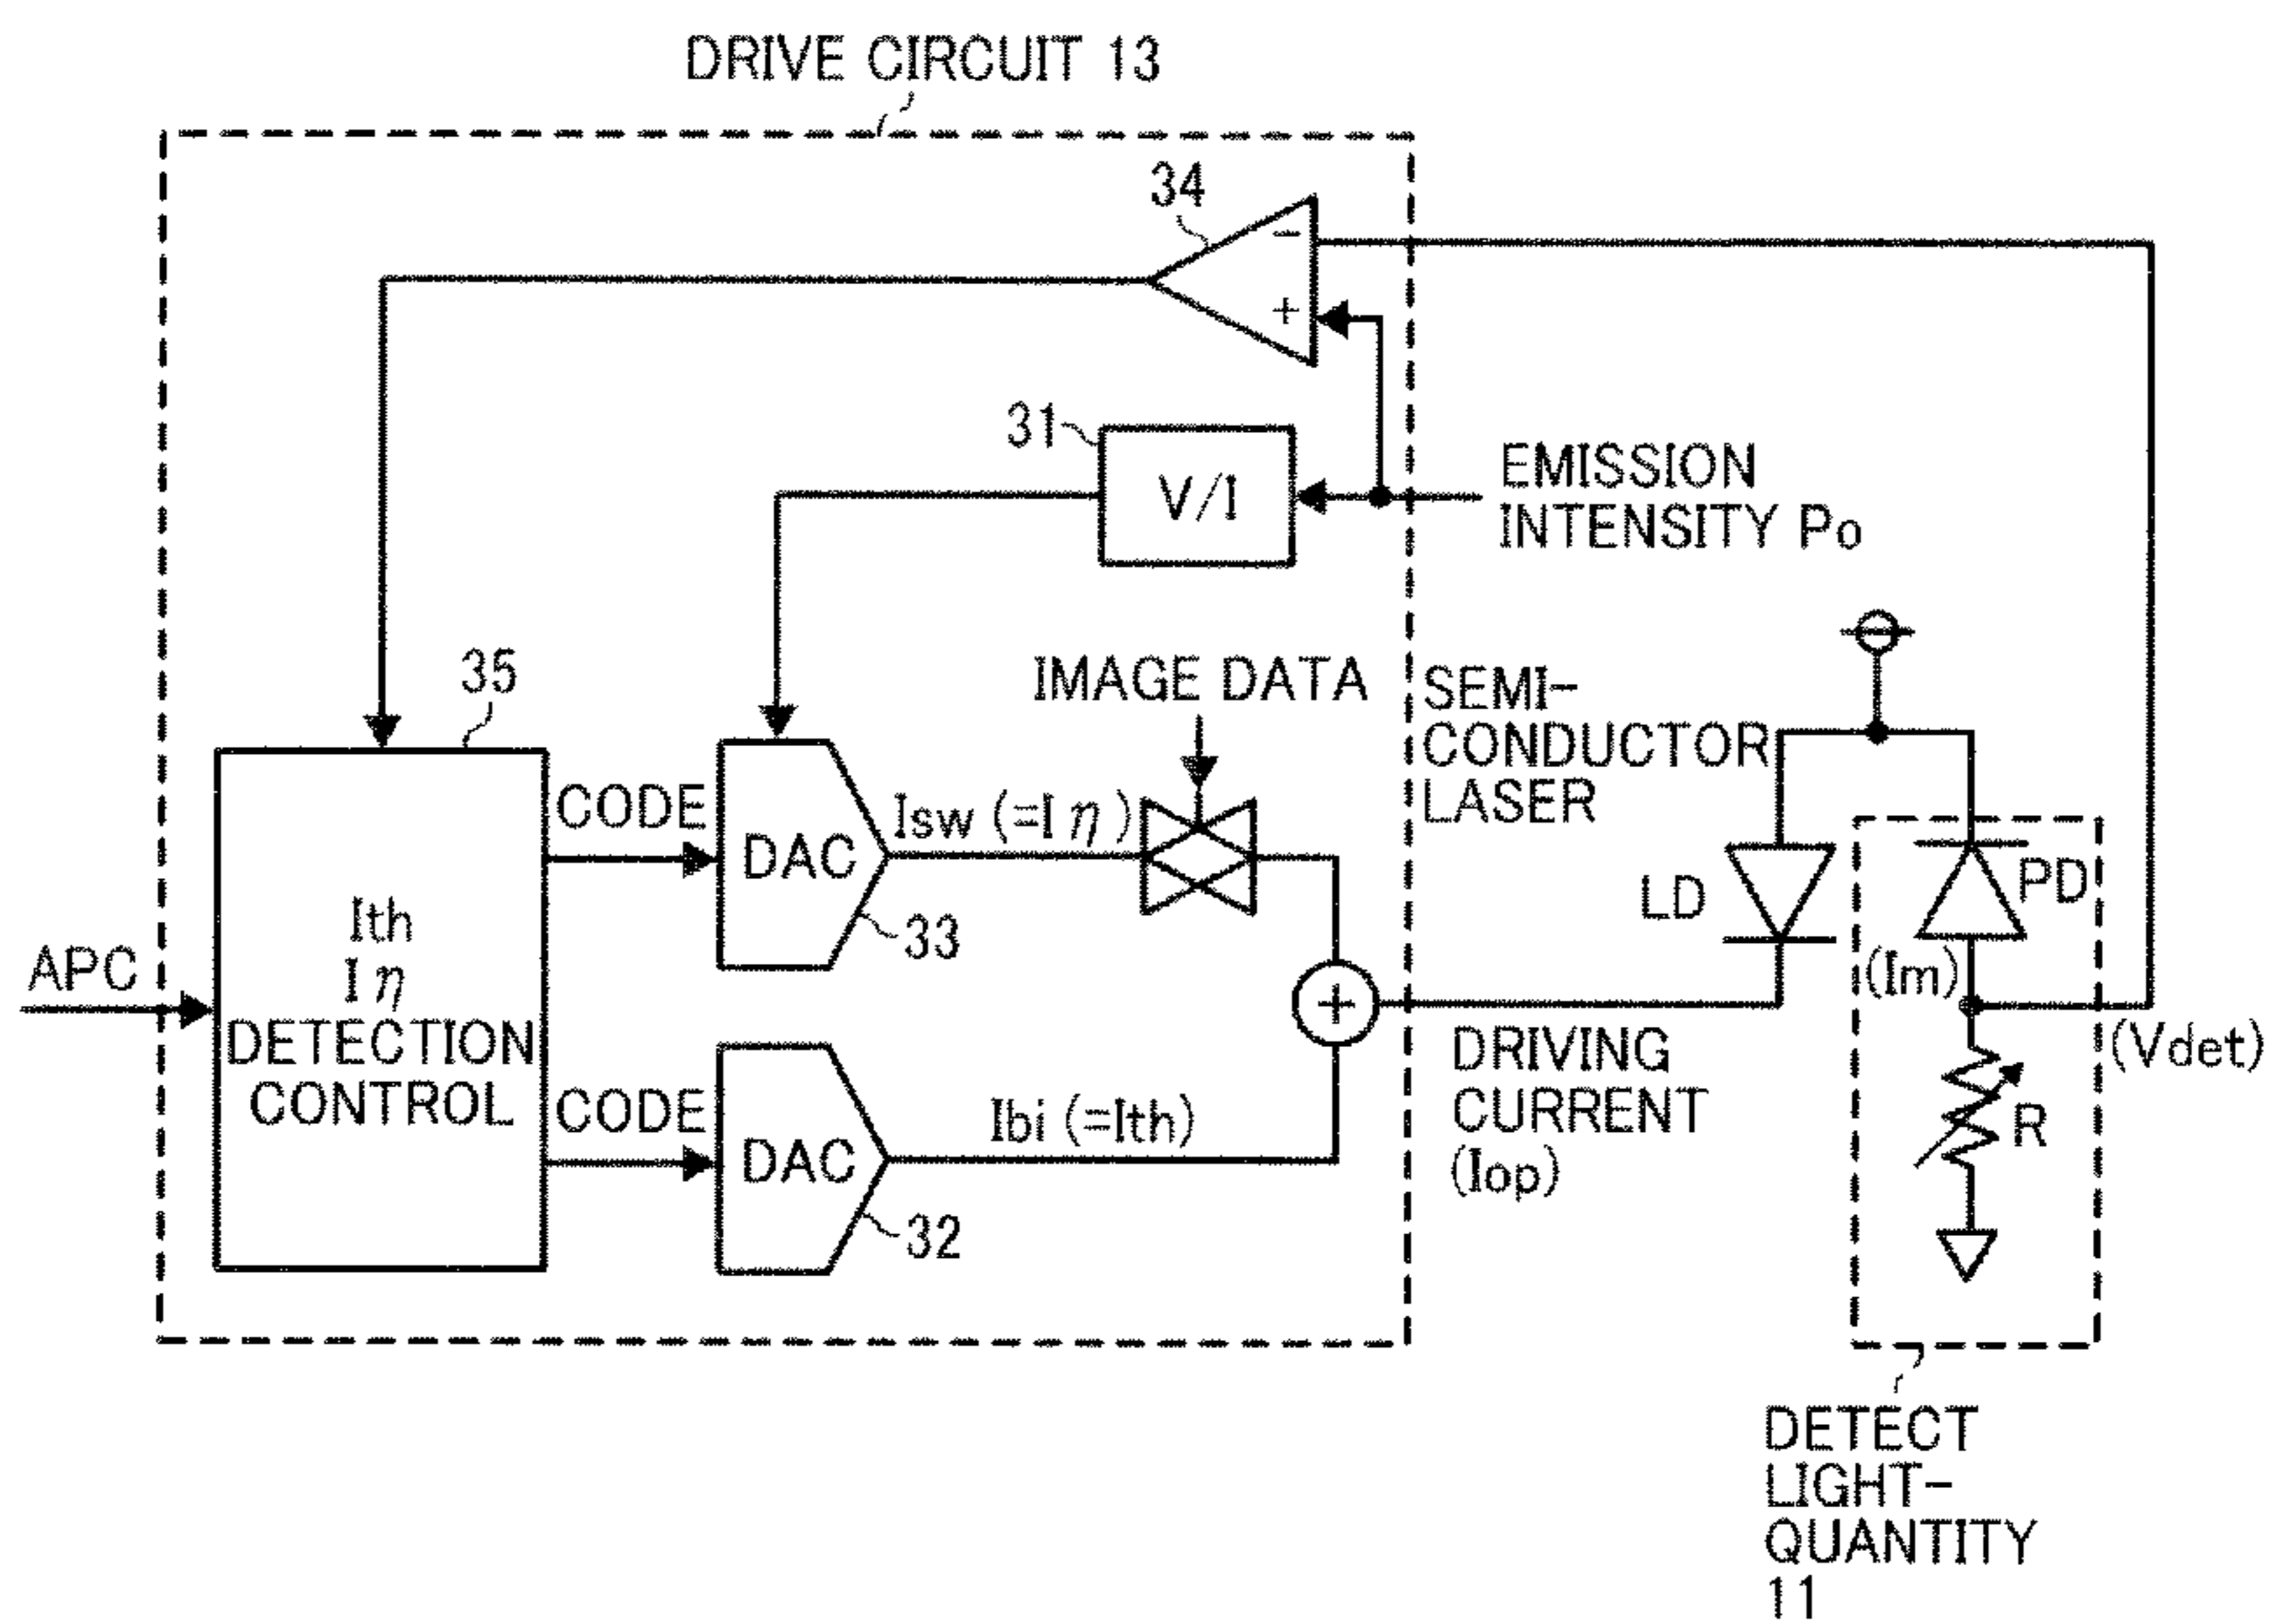 DRIVE CIRCUIT 13
34
−
+
31
V/I
EMISSION
INTENSITY Po
35
IMAGE DATA
SEMI-
CONDUCTOR
LASER
CODE
DAC
Isw (=Iη)
33
LD
PD
(Im)
Ith
Iη
DETECTION
CONTROL
APC
+
(Vdet)
DRIVING
CURRENT
(Iop)
R
CODE
DAC
Ibi (=Ith)
32
DETECT
LIGHT-
QUANTITY
11